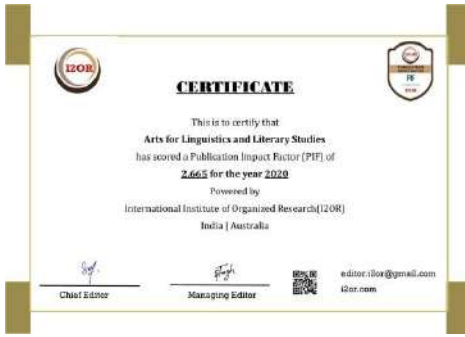 I2OR
CERTIFICATE
PIF
This is to certify that
Arts for Linguistics and Literary Studies
has scored a Publication Impact Factor (PIF) of
2.665 for the year 2020
Powered by
International Institute of Organized Research(I2OR)
India | Australia
Chief Editor
Managing Editor
editor.i2or@gmail.com
i2or.com